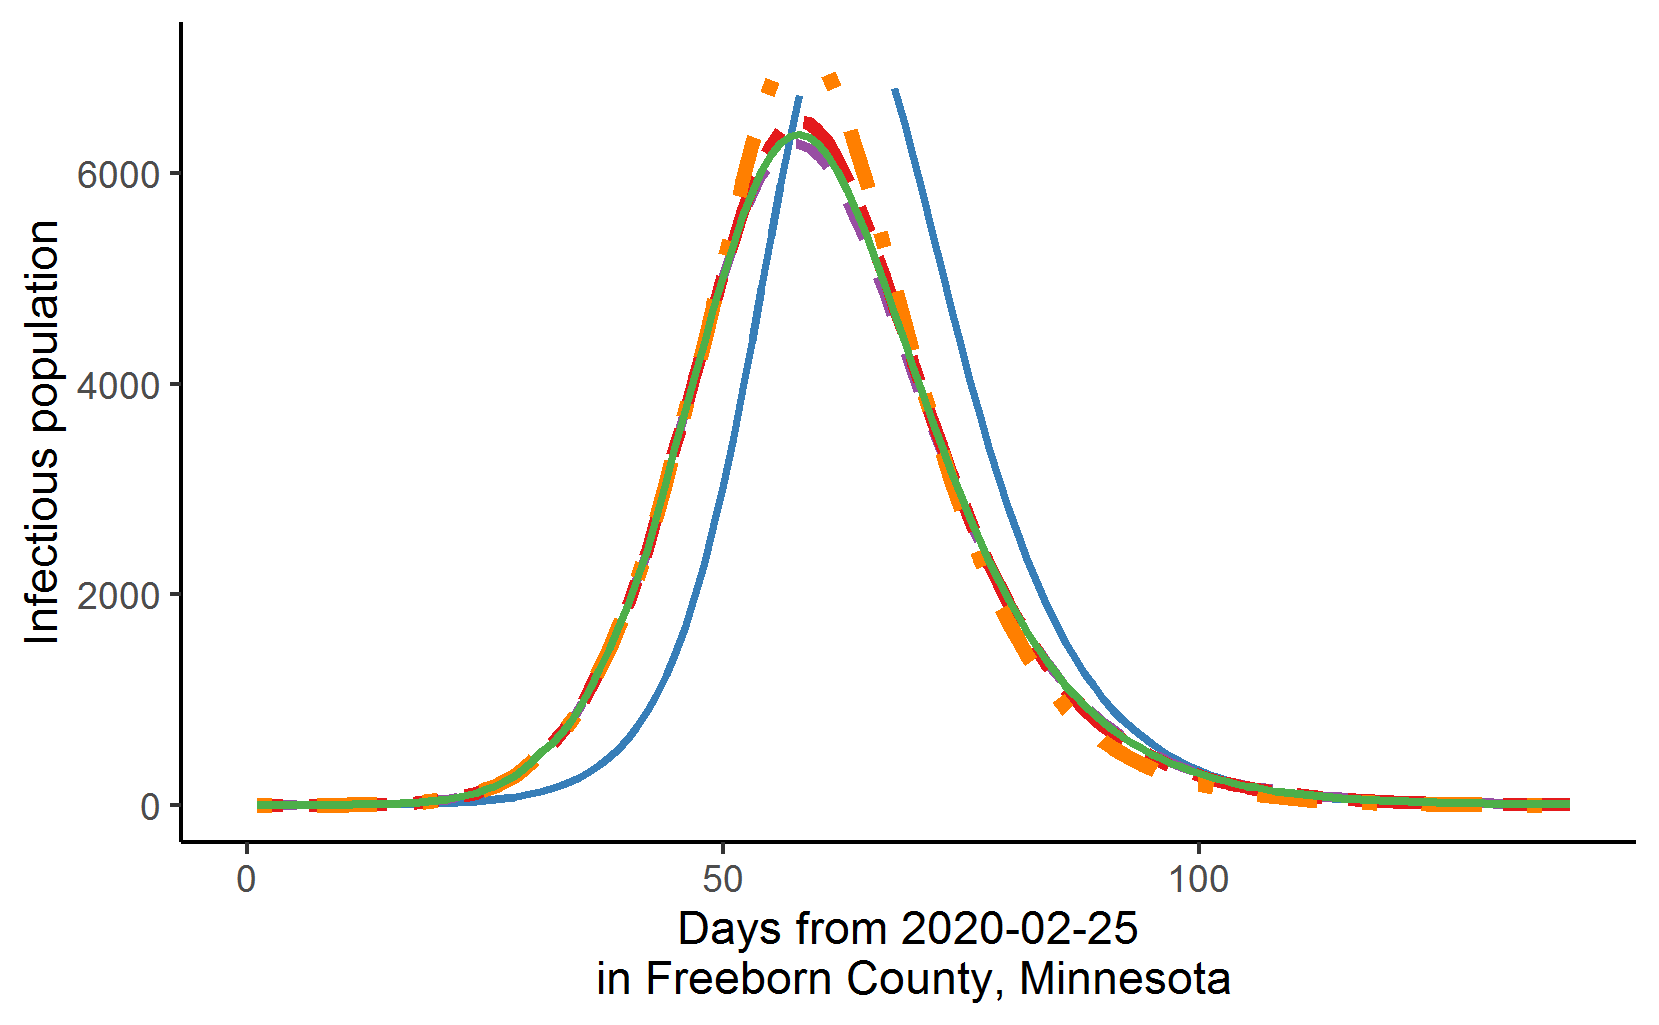 Infectious population
6000
4000
2000
0
0 50 100
Days from 2020-02-25
in Freeborn County, Minnesota